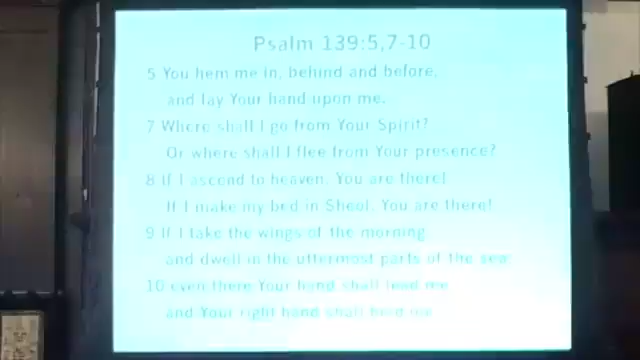 Psalm 139:5,7-10
5 You hem me in, behind and before,
and lay Your hand upon me.
7 Where shall I go from Your Spirit?
Or where shall I flee from Your presence?
8 If I ascend to heaven, You are there!
If I make my bed in Sheol, You are there!
9 If I take the wings of the morning
and dwell in the uttermost parts of the sea
10 even there Your hand shall lead me
and Your right hand shall hold me